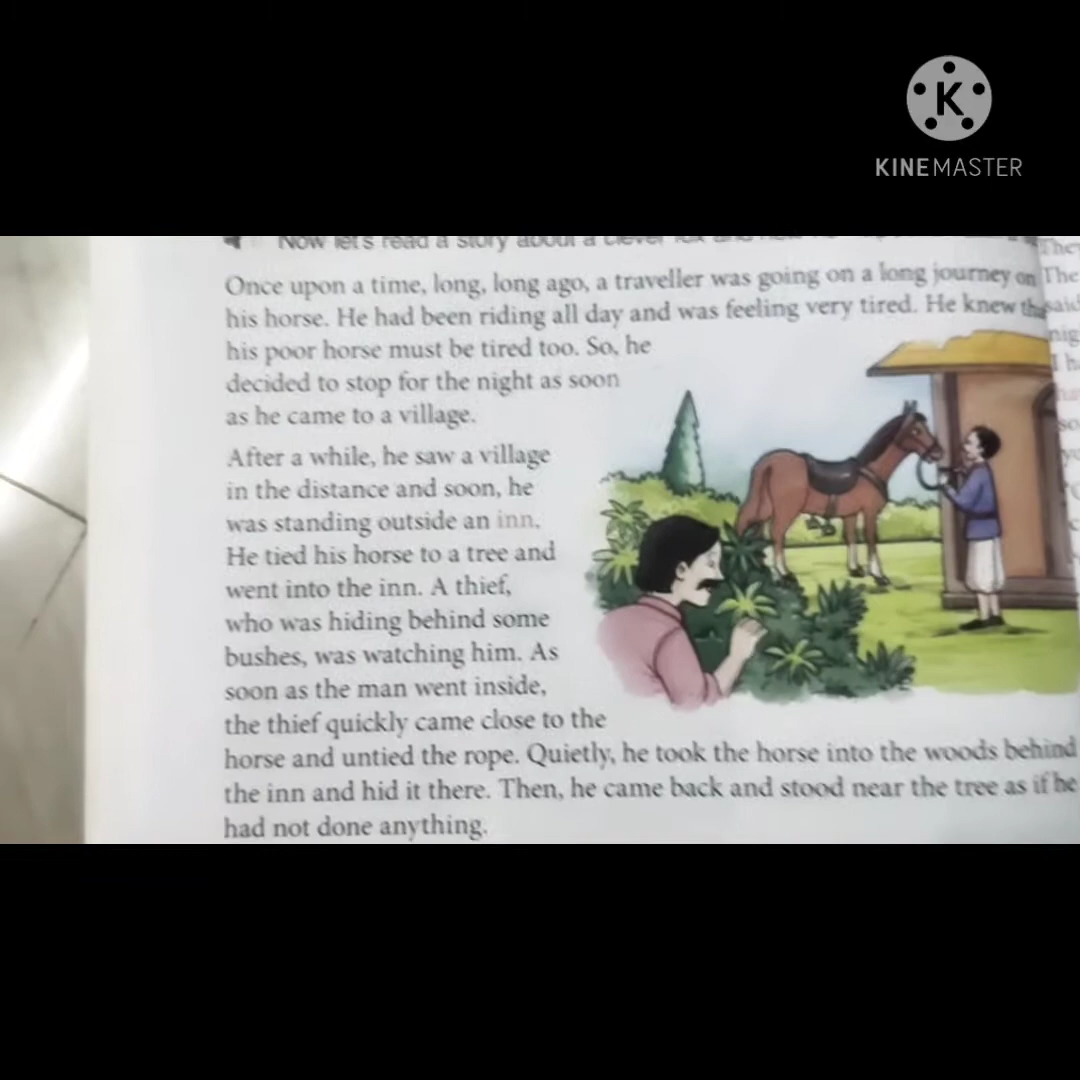 KINEMASTER
Now let's read a story about a clever fox and
Once upon a time, long, long ago, a traveller was going on a long journey on
his horse. He had been riding all day and was feeling very tired. He knew that
his poor horse must be tired too. So, he
decided to stop for the night as soon
as he came to a village.
After a while, he saw a village
in the distance and soon, he
was standing outside an inn.
He tied his horse to a tree and
went into the inn. A thief,
who was hiding behind some
bushes, was watching him. As
soon as the man went inside,
the thief quickly came close to the
horse and untied the rope. Quietly, he took the horse into the woods behind
the inn and hid it there. Then, he came back and stood near the tree as if he
had not done anything.